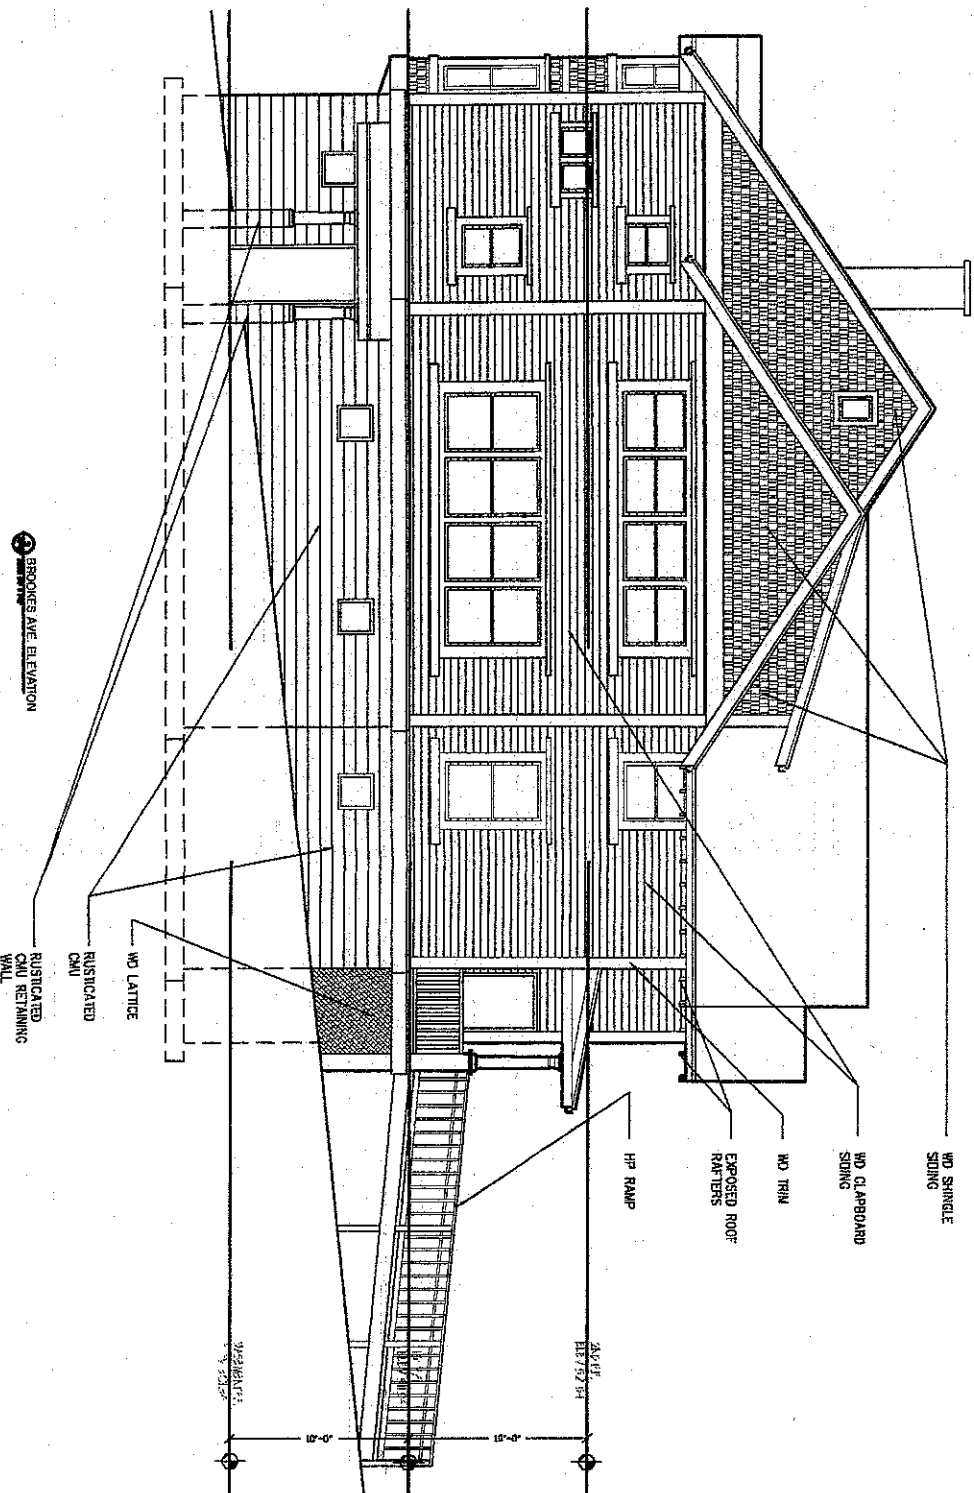 WD SHINGLE
SIDING
WD CLAPBOARD
SIDING
WD TRIM
EXPOSED ROOF
RAFTERS
HP RAMP
WD LATTICE
RUSTICATED
CMU
RUSTICATED
CMU RETAINING
WALL
10'-0"
10'-0"
2
BROOKES AVE. ELEVATION